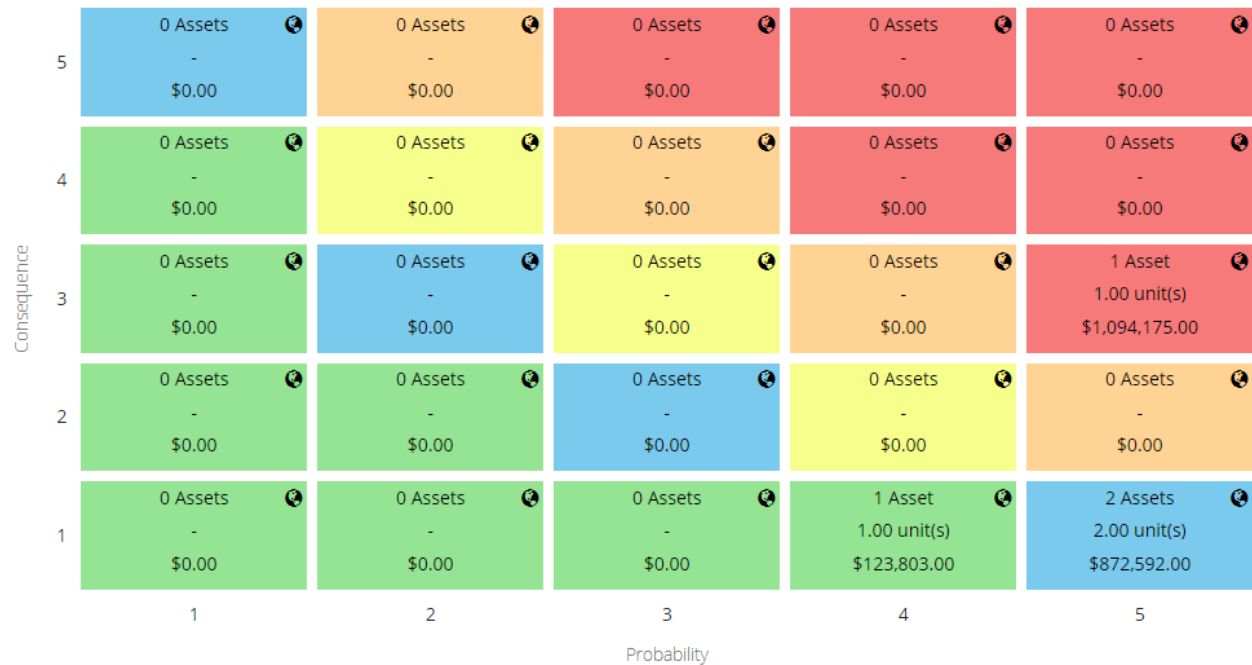 0 Assets 0 Assets 0 Assets 0 Assets 0 Assets
5 - - - - -
$0.00 $0.00 $0.00 $0.00 $0.00
0 Assets 0 Assets 0 Assets 0 Assets 0 Assets
4 - - - - -
$0.00 $0.00 $0.00 $0.00 $0.00
Consequence
0 Assets 0 Assets 0 Assets 0 Assets 1 Asset
3 - - - - 1.00 unit(s)
$0.00 $0.00 $0.00 $0.00 $1,094,175.00
0 Assets 0 Assets 0 Assets 0 Assets 0 Assets
2 - - - - -
$0.00 $0.00 $0.00 $0.00 $0.00
0 Assets 0 Assets 0 Assets 1 Asset 2 Assets
1 - - - 1.00 unit(s) 2.00 unit(s)
$0.00 $0.00 $0.00 $123,803.00 $872,592.00
1 2 3 4 5
Probability